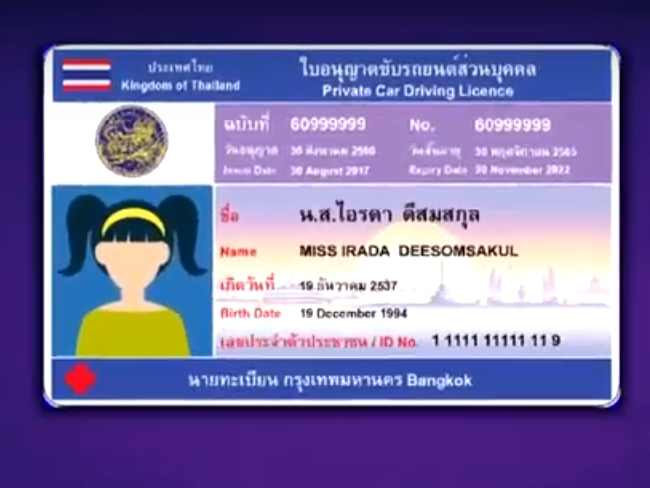 ประเทศไทย
Kingdom of Thailand
ใบอนุญาตขับรถยนต์ส่วนบุคคล
Private Car Driving Licence
ฉบับที่ 60999999 No. 60999999
วันอนุญาต 30 สิงหาคม 2560 วันสิ้นอายุ 30 พฤศจิกายน 2565
Issue Date 30 August 2017 Expiry Date 30 November 2022
ชื่อ น.ส.ไอรดา ดีสมสกุล
Name MISS IRADA DEESOMSAKUL
เกิดวันที่ 19 ธันวาคม 2537
Birth Date 19 December 1994
เลขประจำตัวประชาชน / ID No. 1 1111 11111 11 9
นายทะเบียน กรุงเทพมหานคร Bangkok